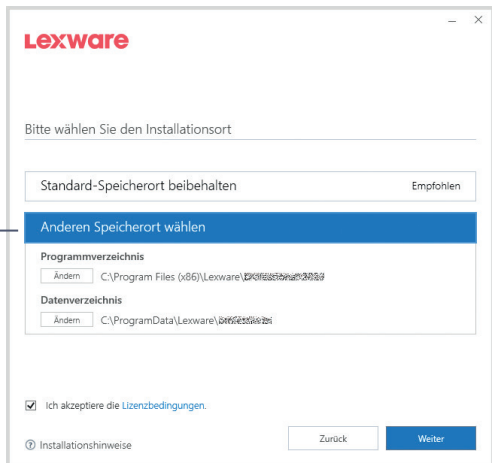 Lexware
Bitte wählen Sie den Installationsort
Standard-Speicherort beibehalten Empfohlen
Anderen Speicherort wählen
Programmverzeichnis
Ändern C:\Program Files (x86)\Lexware\
Datenverzeichnis
Ändern C:\ProgramData\Lexware\
Ich akzeptiere die Lizenzbedingungen.
Installationshinweise Zurück Weiter